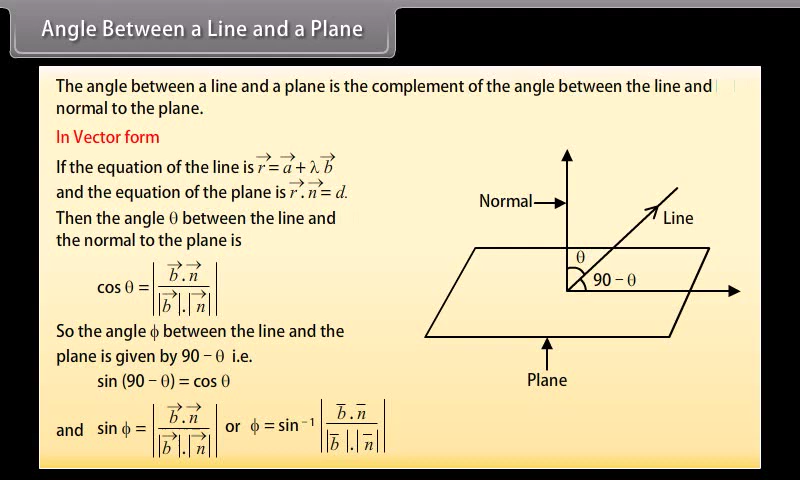 Angle Between a Line and a Plane
The angle between a line and a plane is the complement of the angle between the line and
normal to the plane.
In Vector form
If the equation of the line is r⃗ = a⃗ + λ b⃗
and the equation of the plane is r⃗ . n⃗ = d.
Then the angle θ between the line and
the normal to the plane is
cos θ = | b⃗ . n⃗ / |b⃗|.|n⃗| |
So the angle ϕ between the line and the
plane is given by 90 – θ i.e.
sin (90 – θ) = cos θ
and sin ϕ = | b⃗ . n⃗ / |b⃗|.|n⃗| | or ϕ = sin⁻¹ | b̅ . n̅ / |b̅|.|n̅| |
Normal
Line
θ
90 – θ
Plane